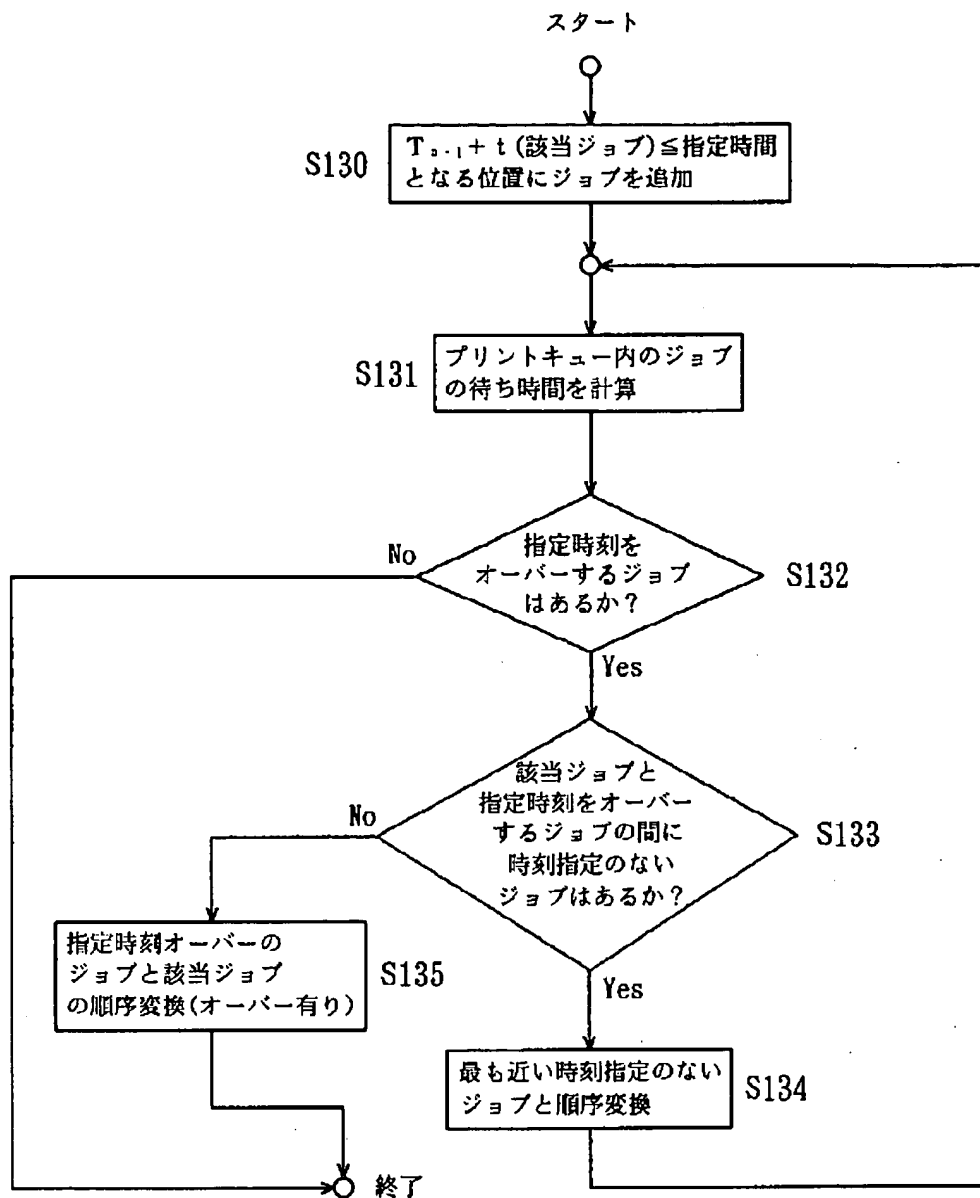 スタート
S130
Tn-1+t(該当ジョブ)≦指定時間
となる位置にジョブを追加
S131
プリントキュー内のジョブ
の待ち時間を計算
No
指定時刻を
オーバーするジョブ
はあるか?
S132
Yes
No
該当ジョブと
指定時刻をオーバー
するジョブの間に
時刻指定のない
ジョブはあるか?
S133
指定時刻オーバーの
ジョブと該当ジョブ
の順序変換(オーバー有り)
S135
Yes
最も近い時刻指定のない
ジョブと順序変換
S134
終了